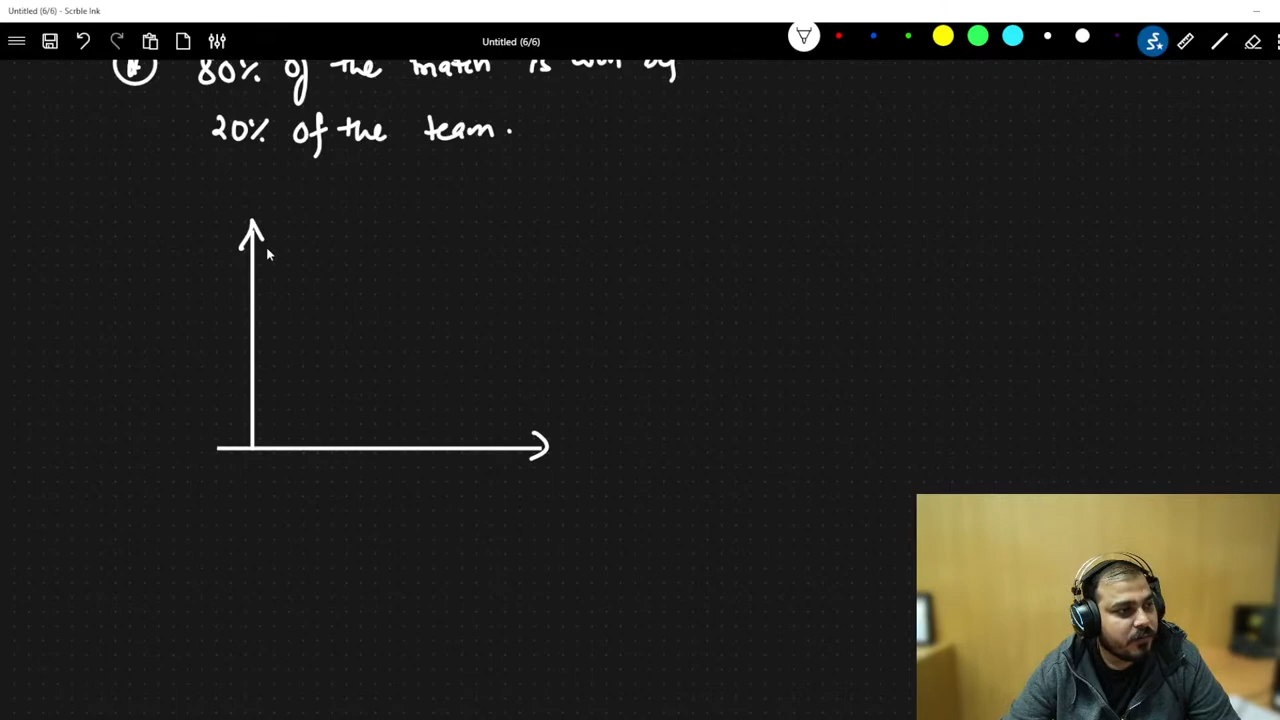 Untitled (6/6) - Scrble Ink
Untitled (6/6)
80% of the match is won by
20% of the team.